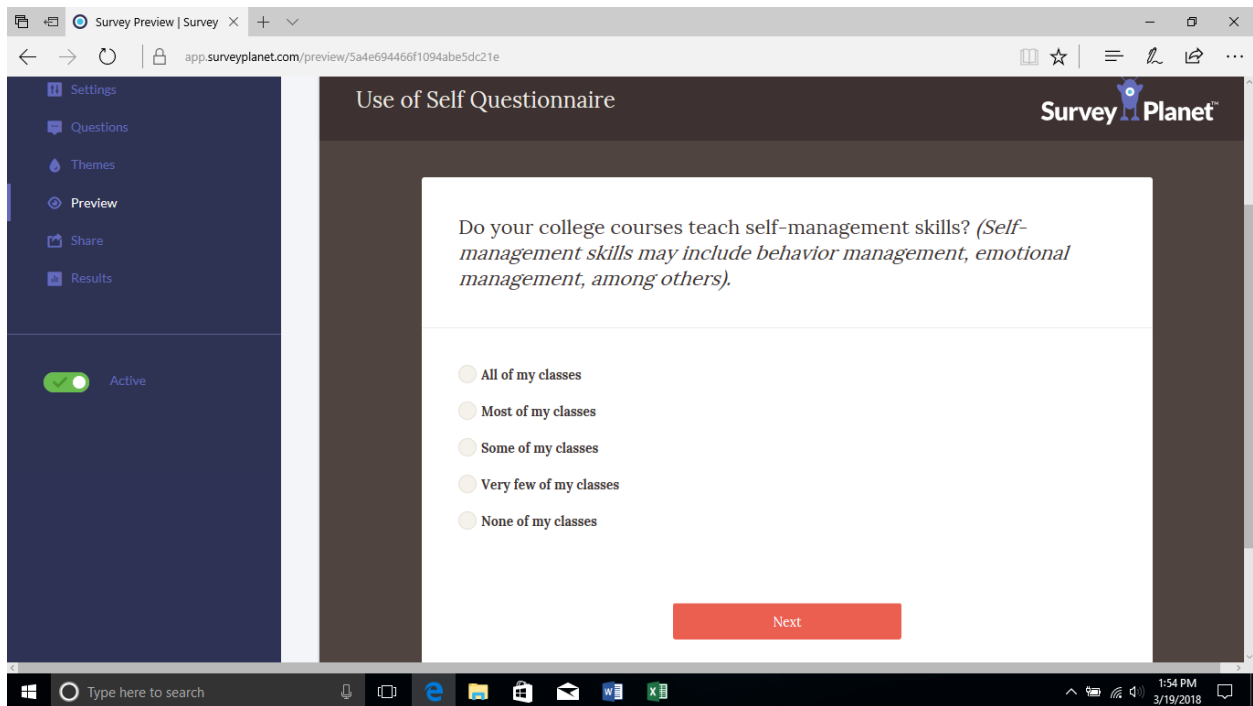 Survey Preview | Survey
app.surveyplanet.com/preview/5a4e694466f1094abe5dc21e
Settings
Questions
Themes
Preview
Share
Results
Active
Use of Self Questionnaire
Survey Planet™
Do your college courses teach self-management skills? (Self-
management skills may include behavior management, emotional
management, among others).
All of my classes
Most of my classes
Some of my classes
Very few of my classes
None of my classes
Next
Type here to search
1:54 PM
3/19/2018